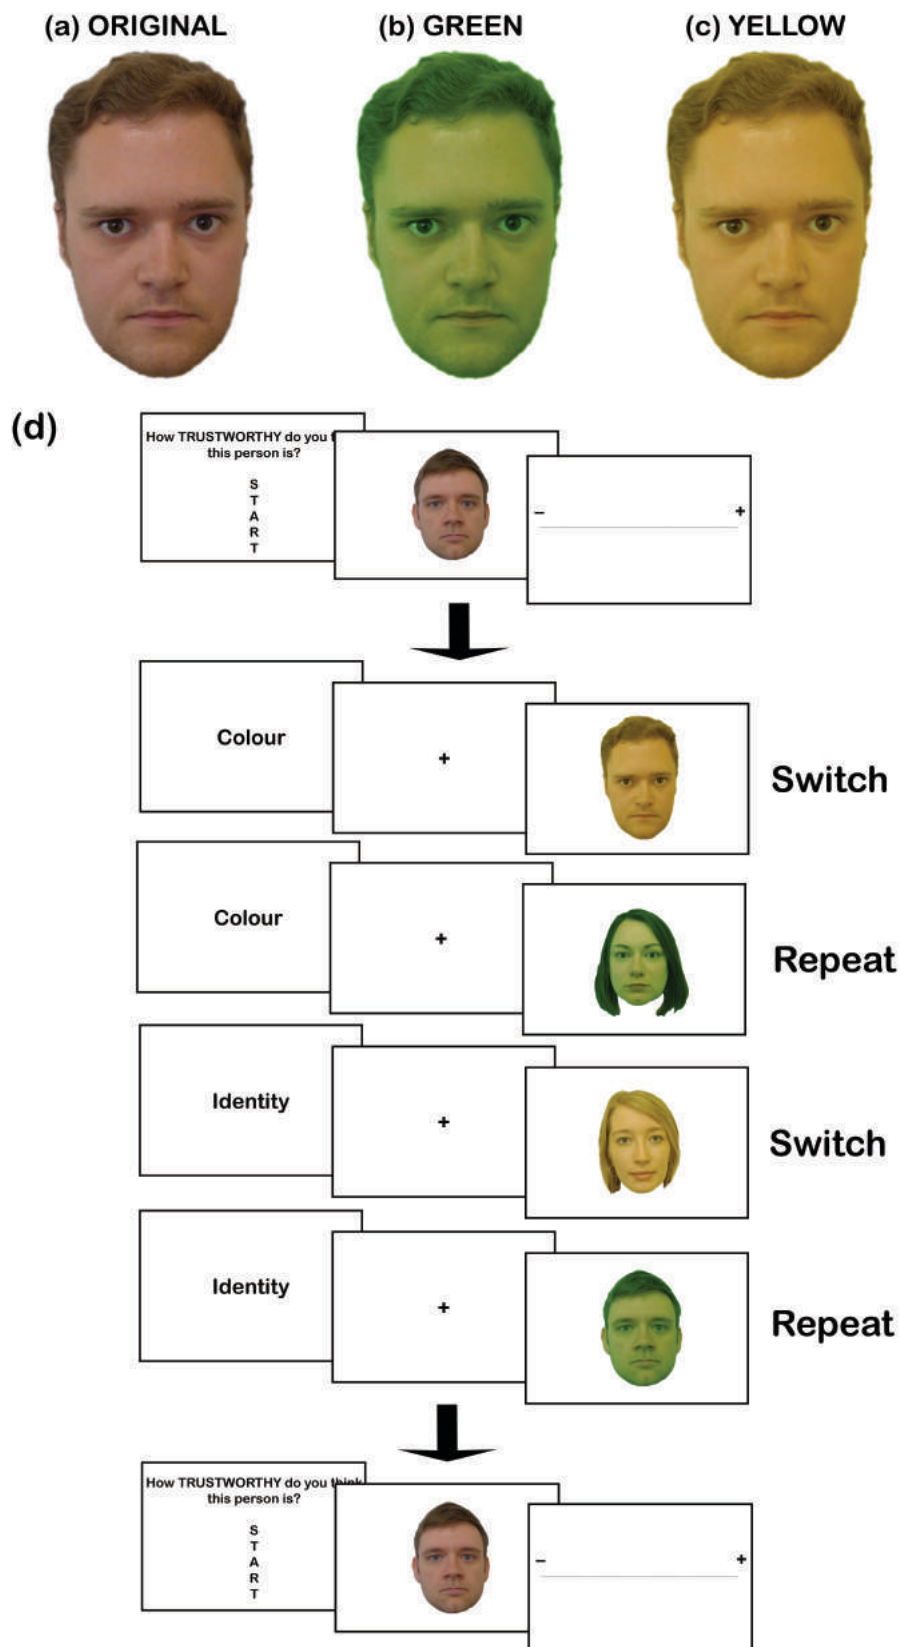 (a) ORIGINAL
(b) GREEN
(c) YELLOW
(d)
How TRUSTWORTHY do you
this person is?
S
T
A
R
T
–
+
Colour
+
Switch
Colour
+
Repeat
Identity
+
Switch
Identity
+
Repeat
How TRUSTWORTHY do you think
this person is?
S
T
A
R
T
–
+